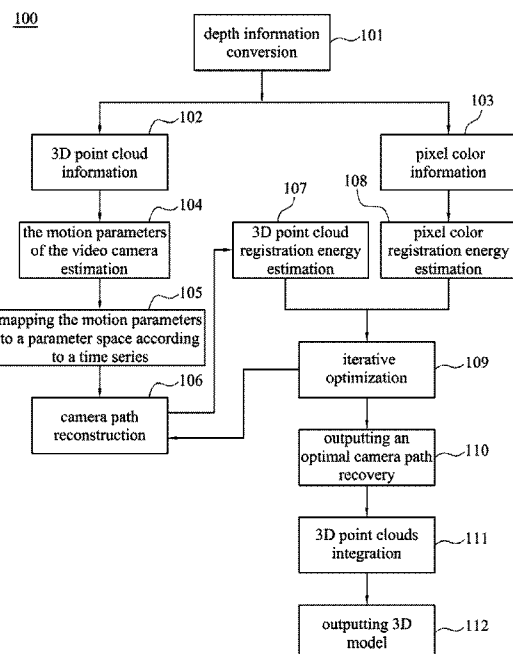 100
depth information
conversion
101
102
103
3D point cloud
information
pixel color
information
104
107
108
the motion parameters
of the video camera
estimation
3D point cloud
registration energy
estimation
pixel color
registration energy
estimation
105
mapping the motion parameters
to a parameter space according
to a time series
106
109
camera path
reconstruction
iterative
optimization
outputting an
optimal camera path
recovery
110
3D point clouds
integration
111
outputting 3D
model
112